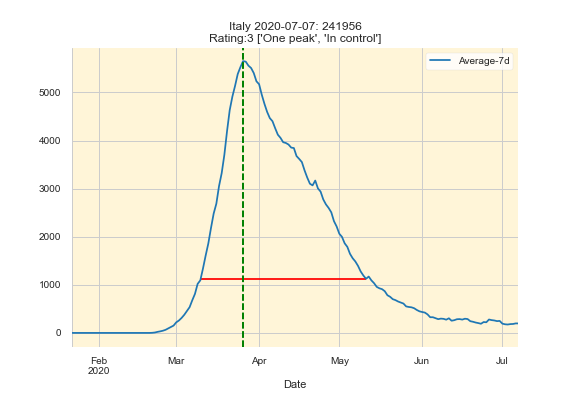 Italy 2020-07-07: 241956
Rating:3 ['One peak', 'In control']
Average-7d
5000
4000
3000
2000
1000
0
Feb Mar Apr May Jun Jul
2020
Date